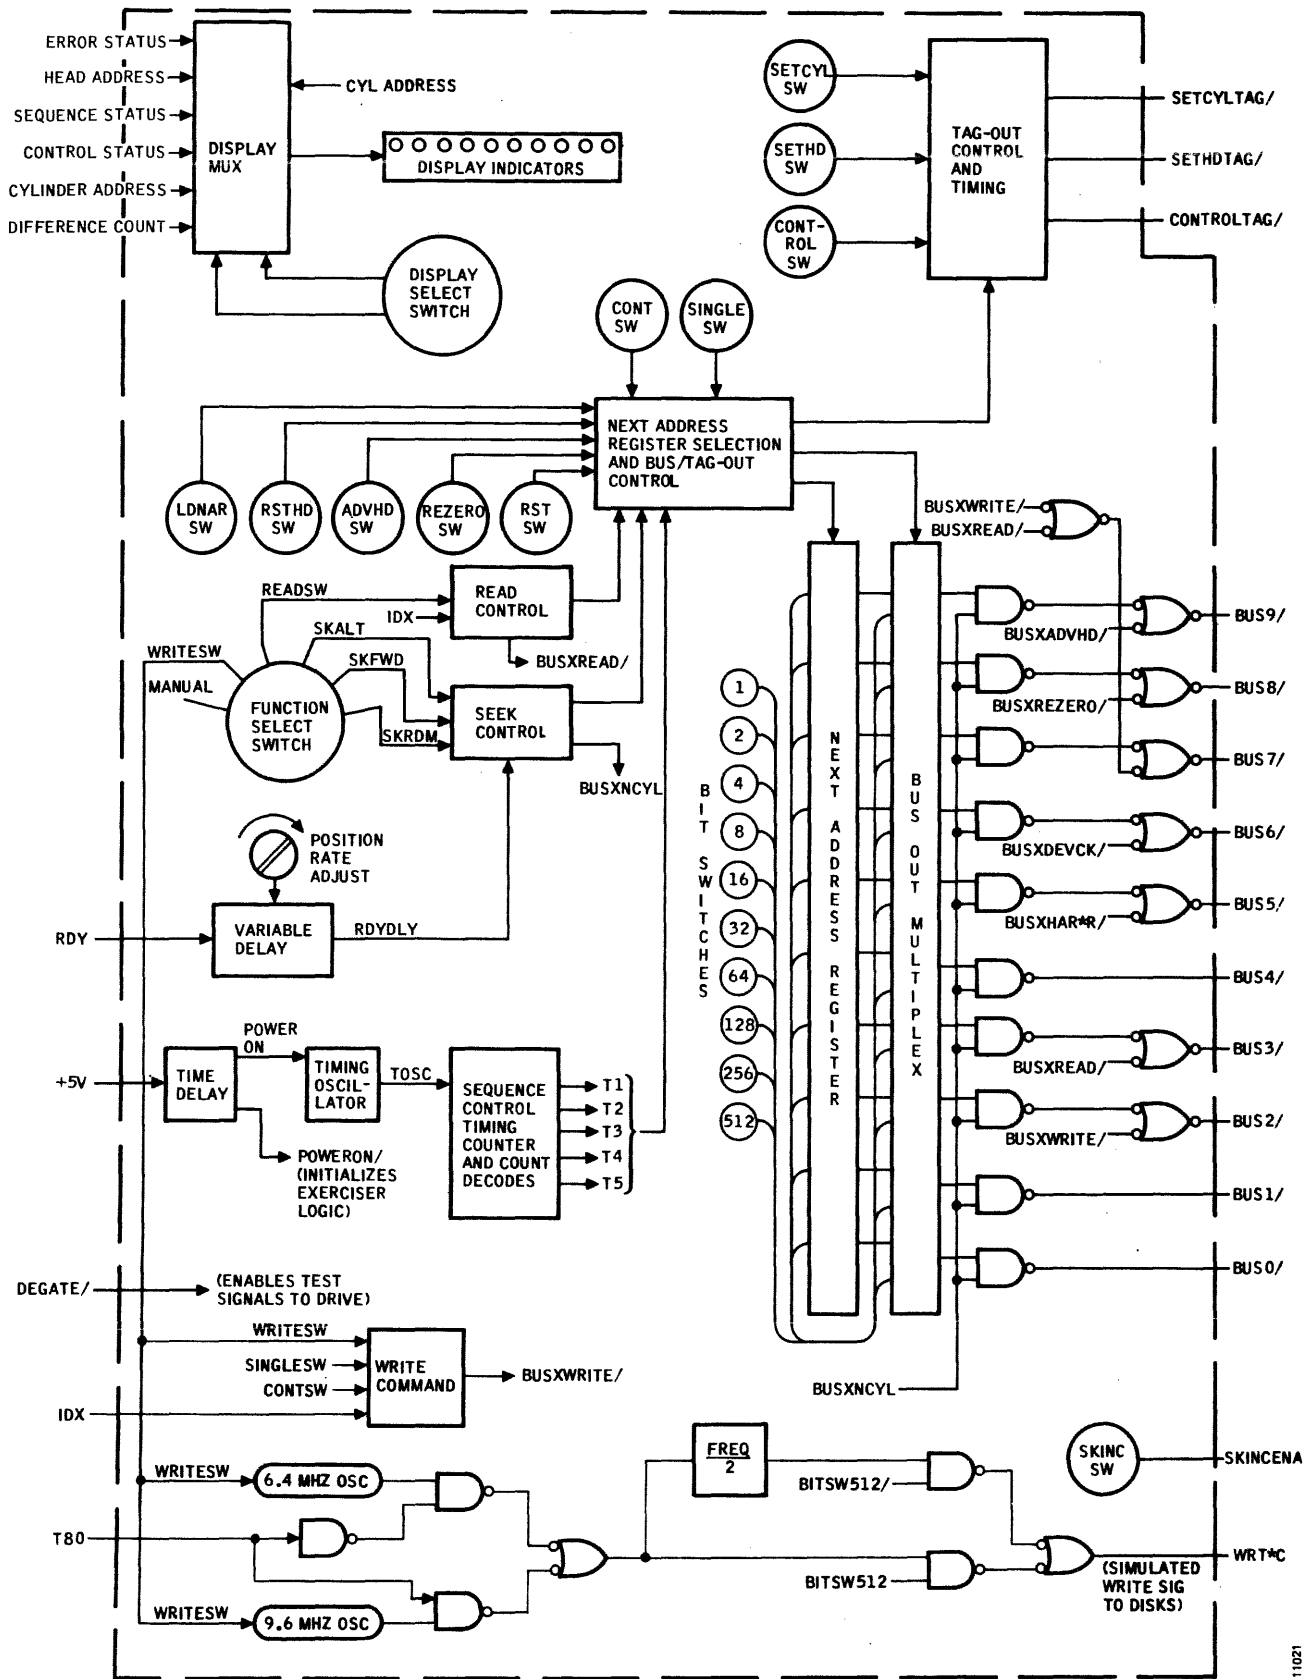 ERROR STATUS
HEAD ADDRESS
SEQUENCE STATUS
CONTROL STATUS
CYLINDER ADDRESS
DIFFERENCE COUNT
DISPLAY
MUX
CYL ADDRESS
DISPLAY INDICATORS
DISPLAY
SELECT
SWITCH
SETCYL
SW
SETHD
SW
CONT-
ROL
SW
TAG-OUT
CONTROL
AND
TIMING
SETCYLTAG/
SETHDTAG/
CONTROLTAG/
CONT
SW
SINGLE
SW
NEXT ADDRESS
REGISTER SELECTION
AND BUS/TAG-OUT
CONTROL
LDNAR
SW
RSTHD
SW
ADVHD
SW
REZERO
SW
RST
SW
READSW
IDX
READ
CONTROL
BUSXREAD/
SKALT
SKFWD
SKRDM
WRITESW
MANUAL
FUNCTION
SELECT
SWITCH
SEEK
CONTROL
BUSXNCYL
POSITION
RATE
ADJUST
RDY
VARIABLE
DELAY
RDYDLY
+5V
TIME
DELAY
POWER
ON
TIMING
OSCIL-
LATOR
TOSC
SEQUENCE
CONTROL
TIMING
COUNTER
AND COUNT
DECODES
T1
T2
T3
T4
T5
POWERON/
(INITIALIZES
EXERCISER
LOGIC)
BIT SWITCHES
1
2
4
8
16
32
64
128
256
512
NEXT ADDRESS REGISTER
BUS OUT MULTIPLEX
BUSXWRITE/
BUSXREAD/
BUSXADVHD/
BUS9/
BUSXREZERO/
BUS8/
BUS7/
BUSXDEVCK/
BUS6/
BUSXHAR*R/
BUS5/
BUS4/
BUSXREAD/
BUS3/
BUSXWRITE/
BUS2/
BUS1/
BUS0/
BUSXNCYL
DEGATE/
(ENABLES TEST
SIGNALS TO DRIVE)
WRITESW
SINGLESW
CONTSW
IDX
WRITE
COMMAND
BUSXWRITE/
WRITESW
6.4 MHZ OSC
T80
WRITESW
9.6 MHZ OSC
FREQ
2
BITSW512/
BITSW512
SKINC
SW
SKINCENA
WRT*C
(SIMULATED
WRITE SIG
TO DISKS)
11021